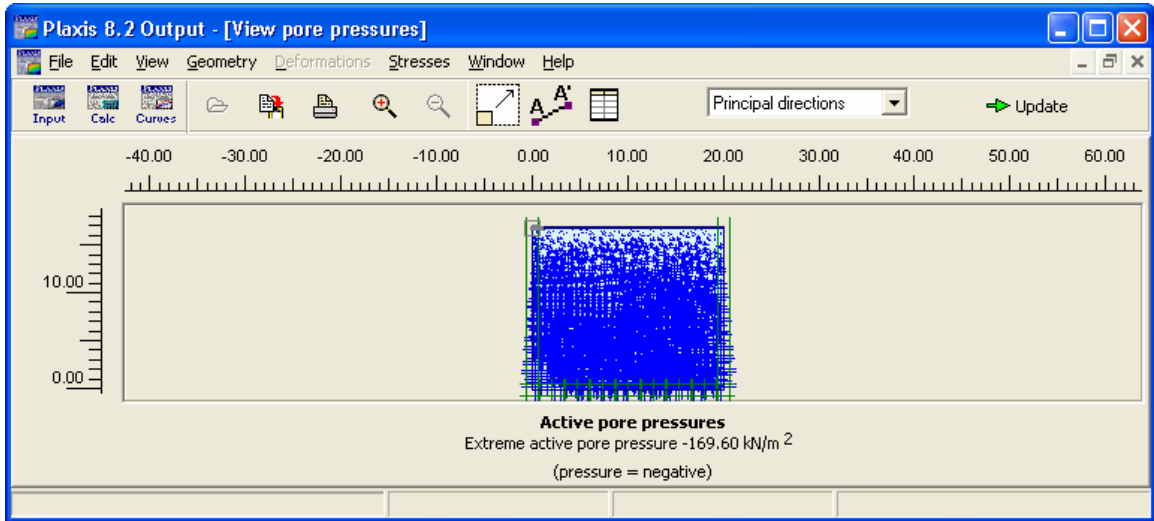 Plaxis 8.2 Output - [View pore pressures]
File Edit View Geometry Deformations Stresses Window Help
Input Calc Curves A A' Principal directions Update
-40.00 -30.00 -20.00 -10.00 0.00 10.00 20.00 30.00 40.00 50.00 60.00
10.00
0.00
Active pore pressures
Extreme active pore pressure -169.60 kN/m 2
(pressure = negative)